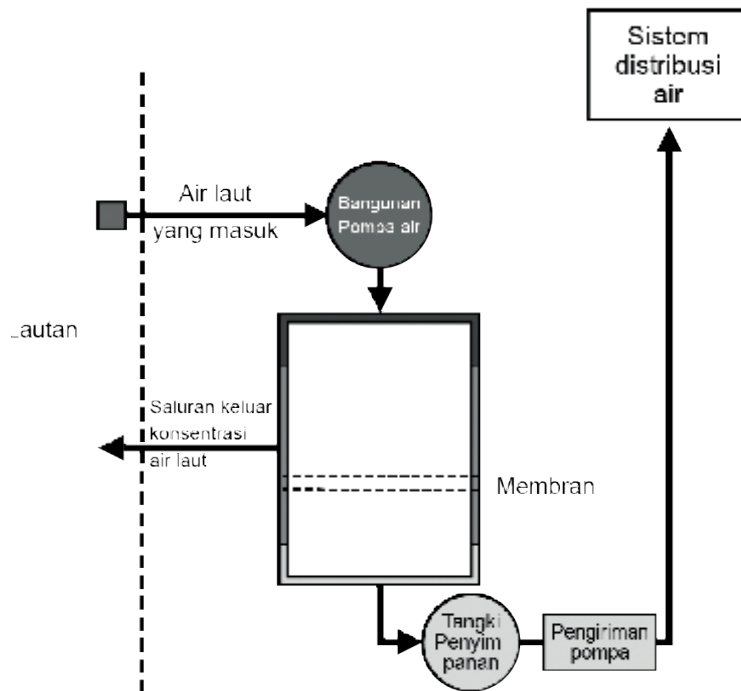 Sistem
distribusi
air
Air laut
yang masuk
Bangunan
Pompa air
Lautan
Saluran keluar
konsentrasi
air laut
Membran
Tangki
Penyim
panan
Pengiriman
pompa